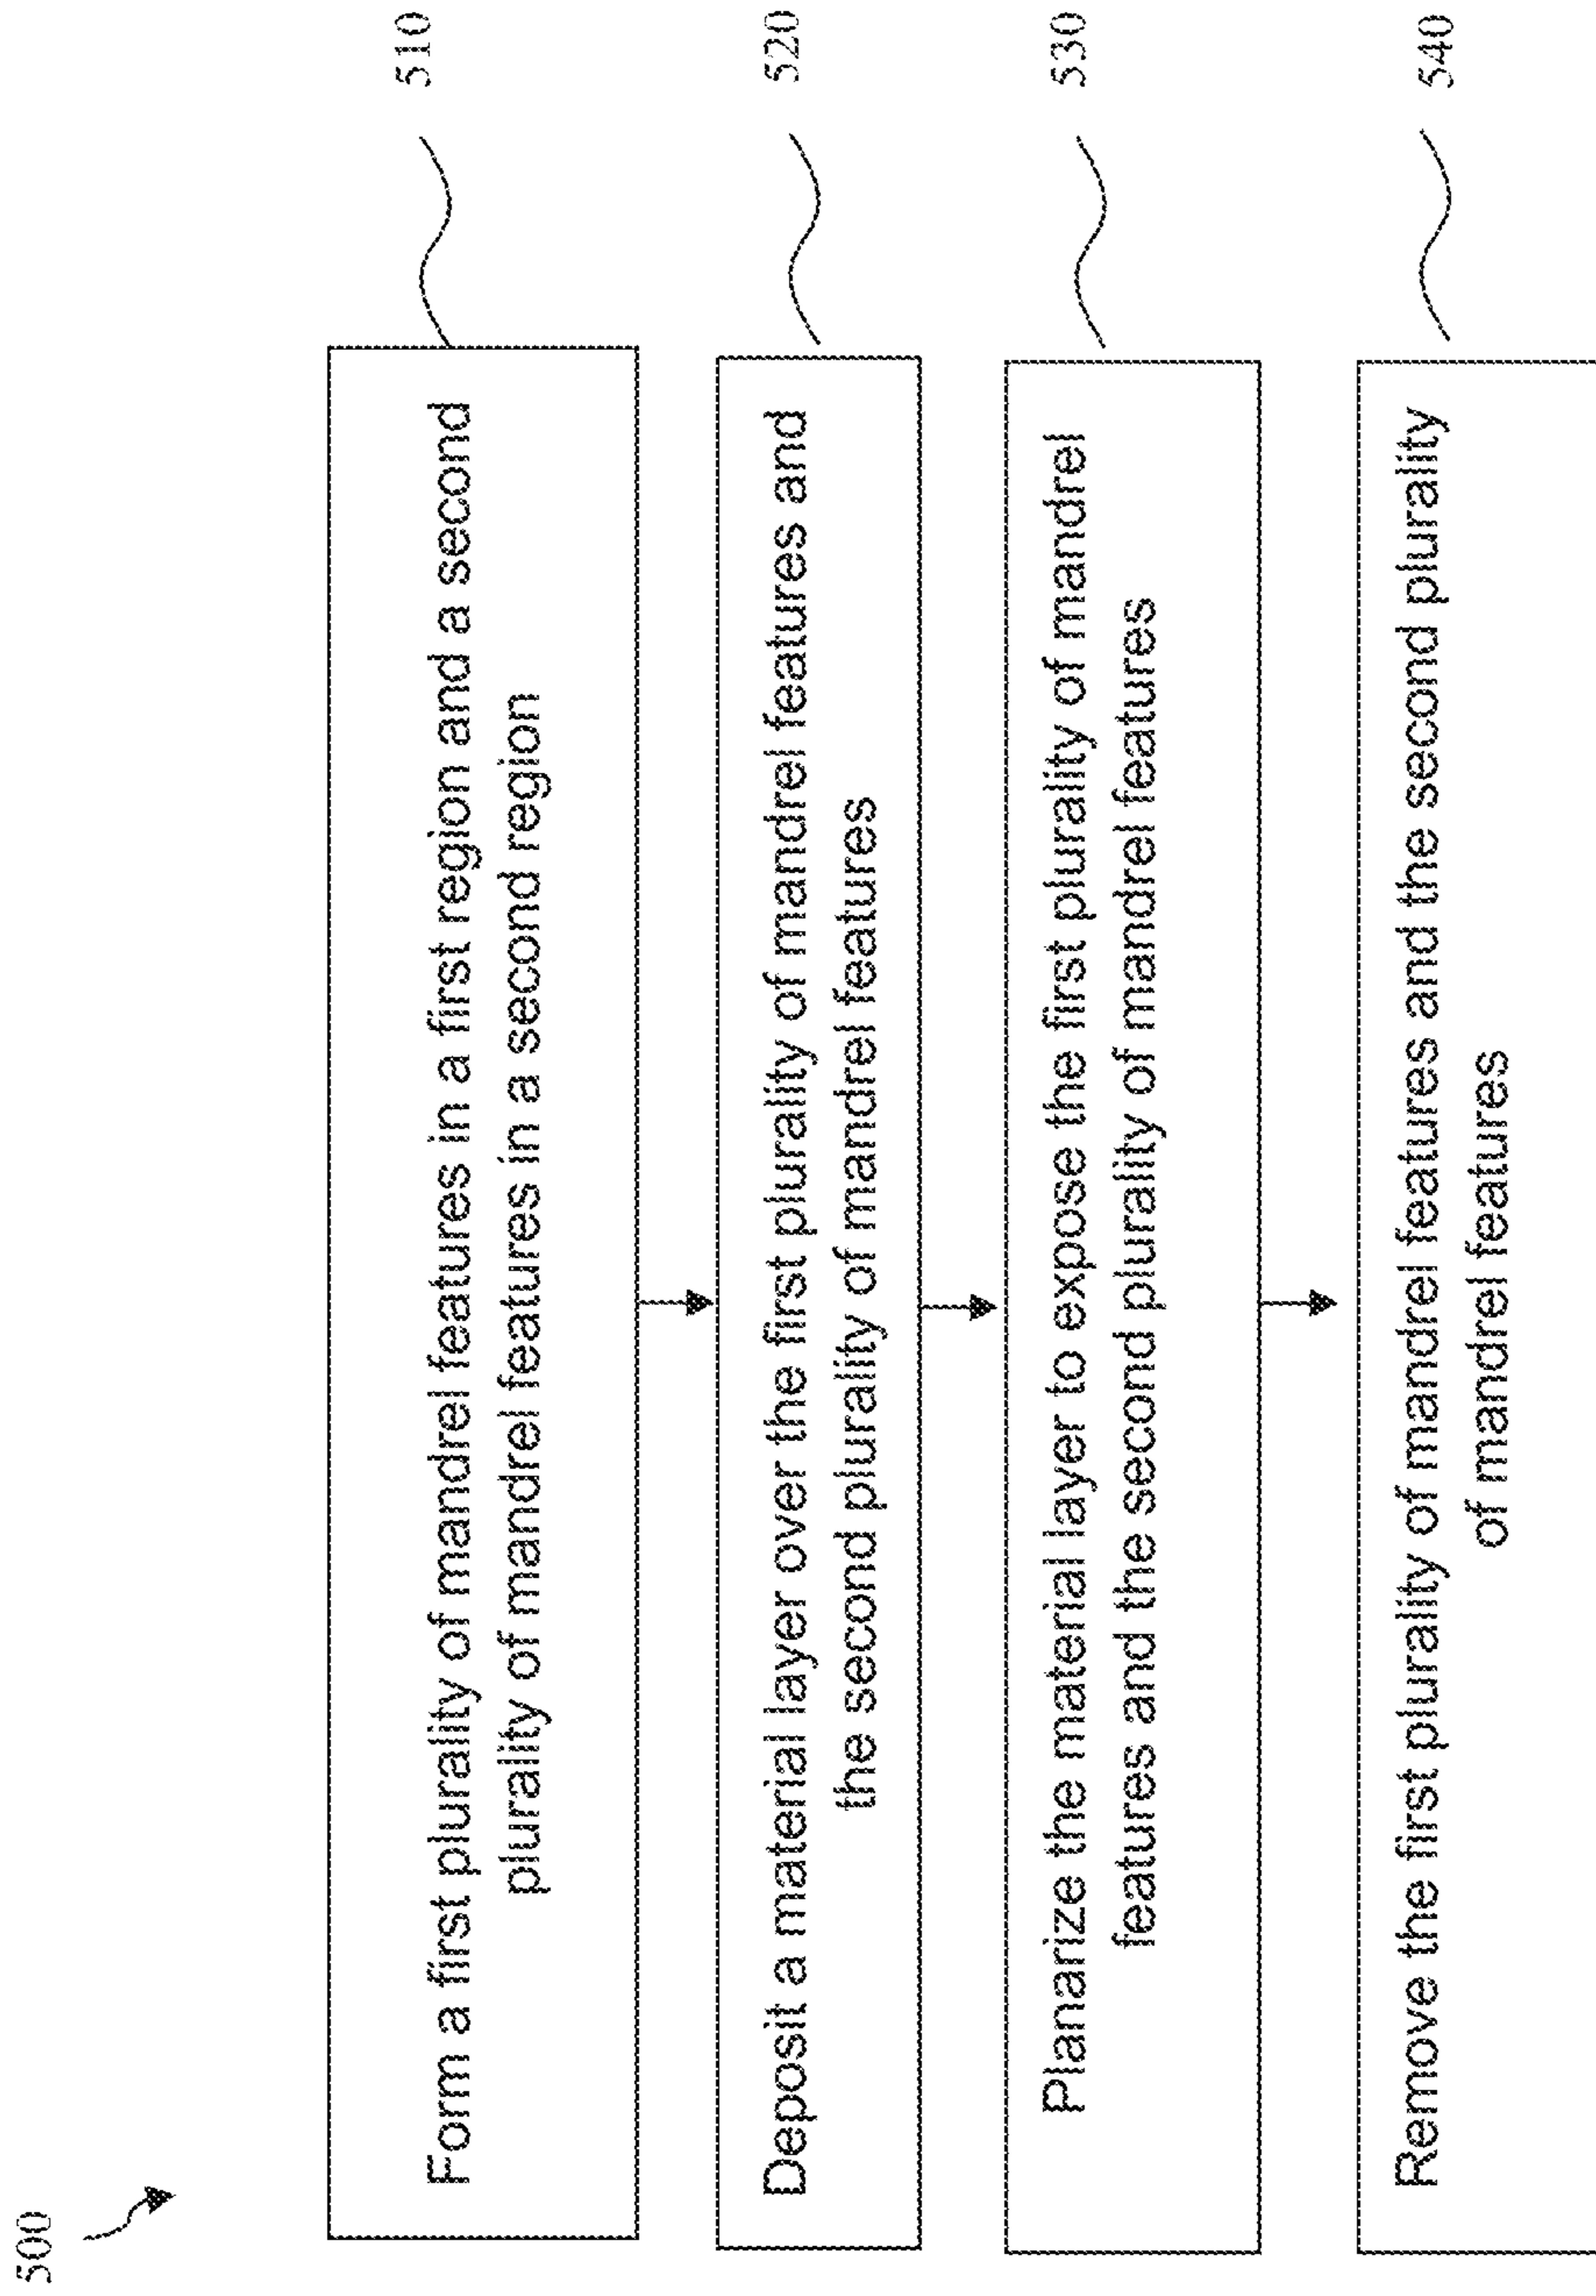 500
Form a first plurality of mandrel features in a first region and a second
plurality of mandrel features in a second region
510
Deposit a material layer over the first plurality of mandrel features and
the second plurality of mandrel features
520
Planarize the material layer to expose the first plurality of mandrel
features and the second plurality of mandrel features
530
Remove the first plurality of mandrel features and the second plurality
of mandrel features
540